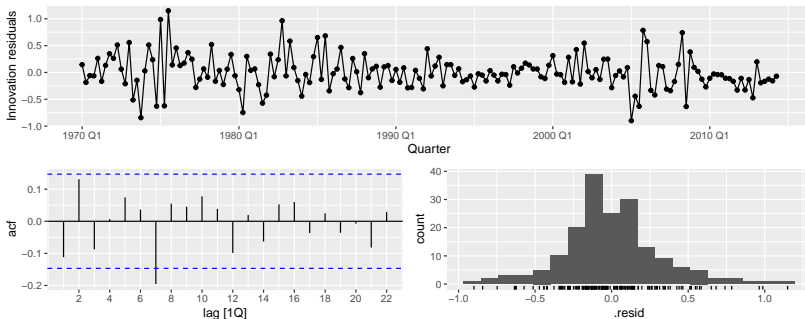 Innovation residuals
1.0
0.5
0.0
−0.5
−1.0
1970 Q1 1980 Q1 1990 Q1 2000 Q1 2010 Q1
Quarter
acf
0.1
0.0
−0.1
−0.2
2 4 6 8 10 12 14 16 18 20 22
lag [1Q]
count
40
30
20
10
0
−1.0 −0.5 0.0 0.5 1.0
.resid